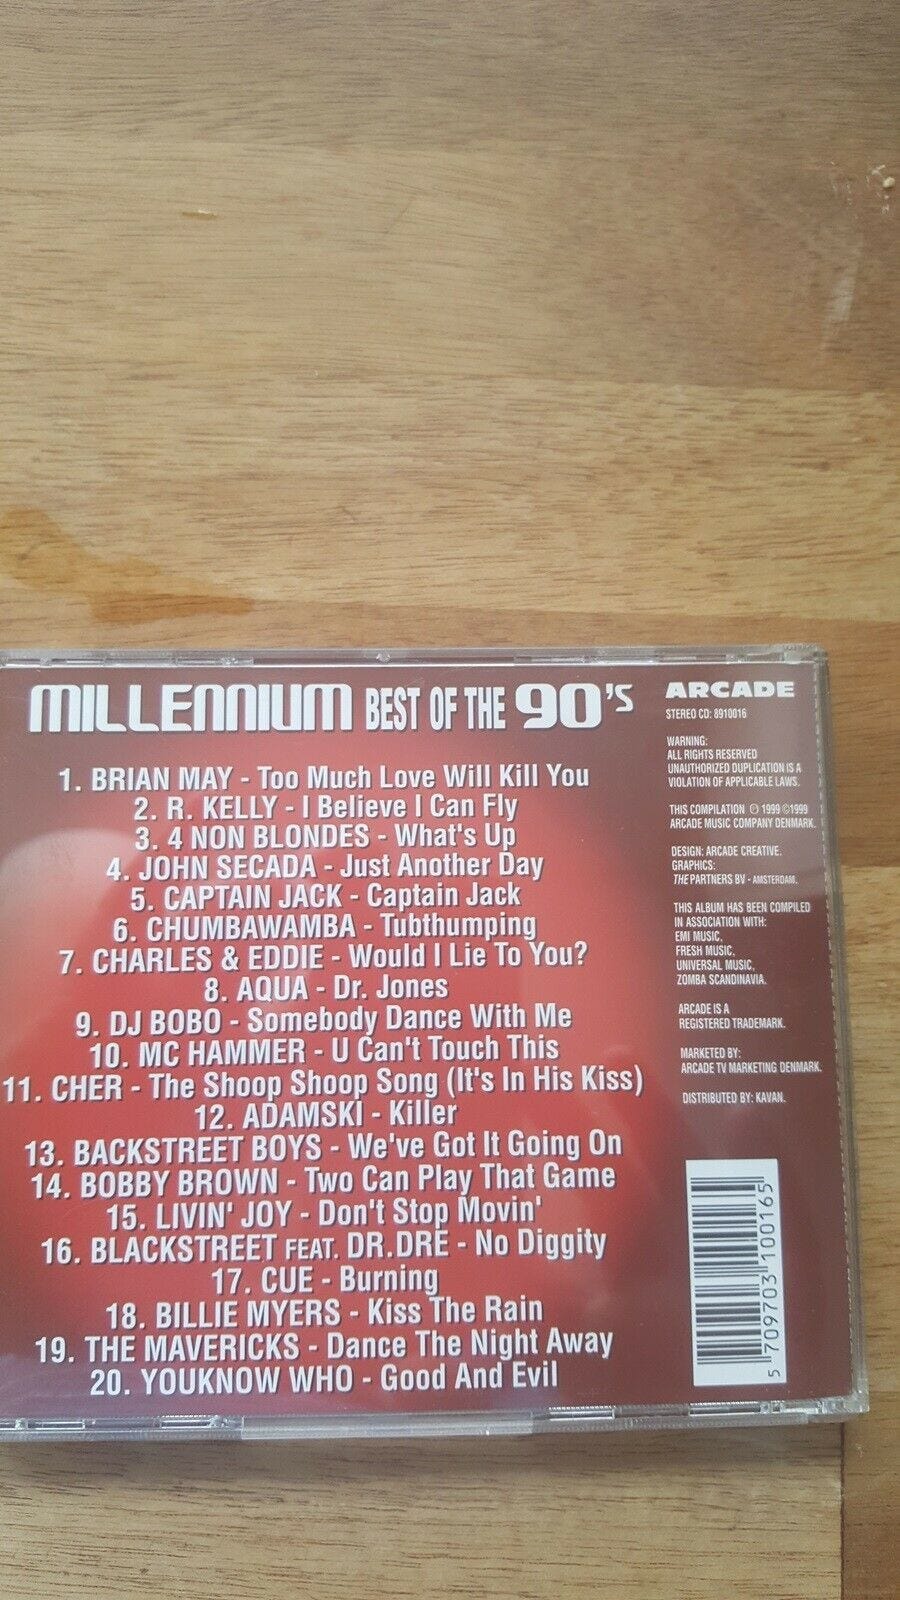 MILLENNIUM BEST OF THE 90'S
1. BRIAN MAY - Too Much Love Will Kill You
2. R. KELLY - I Believe I Can Fly
3. 4 NON BLONDES - What's Up
4. JOHN SECADA - Just Another Day
5. CAPTAIN JACK - Captain Jack
6. CHUMBAWAMBA - Tubthumping
7. CHARLES & EDDIE - Would I Lie To You?
8. AQUA - Dr. Jones
9. DJ BOBO - Somebody Dance With Me
10. MC HAMMER - U Can't Touch This
11. CHER - The Shoop Shoop Song (It's In His Kiss)
12. ADAMSKI - Killer
13. BACKSTREET BOYS - We've Got It Going On
14. BOBBY BROWN - Two Can Play That Game
15. LIVIN' JOY - Don't Stop Movin'
16. BLACKSTREET FEAT. DR.DRE - No Diggity
17. CUE - Burning
18. BILLIE MYERS - Kiss The Rain
19. THE MAVERICKS - Dance The Night Away
20. YOUKNOW WHO - Good And Evil
ARCADE
STEREO CD: 8910016
WARNING:
ALL RIGHTS RESERVED
UNAUTHORIZED DUPLICATION IS A
VIOLATION OF APPLICABLE LAWS.
THIS COMPILATION ℗ 1999 ©1999
ARCADE MUSIC COMPANY DENMARK.
DESIGN: ARCADE CREATIVE.
GRAPHICS:
THE PARTNERS BV - AMSTERDAM.
THIS ALBUM HAS BEEN COMPILED
IN ASSOCIATION WITH:
EMI MUSIC,
FRESH MUSIC,
UNIVERSAL MUSIC,
ZOMBA SCANDINAVIA.
ARCADE IS A
REGISTERED TRADEMARK.
MARKETED BY:
ARCADE TV MARKETING DENMARK.
DISTRIBUTED BY: KAVAN.
5 709703 100165